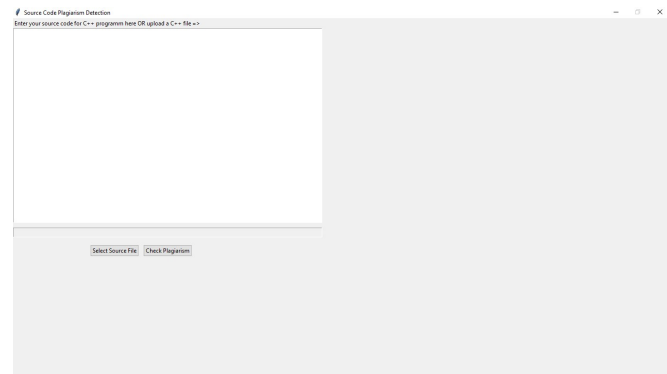 Source Code Plagiarism Detection
Enter your source code for C++ programm here OR upload a C++ file =>
Select Source File Check Plagiarism